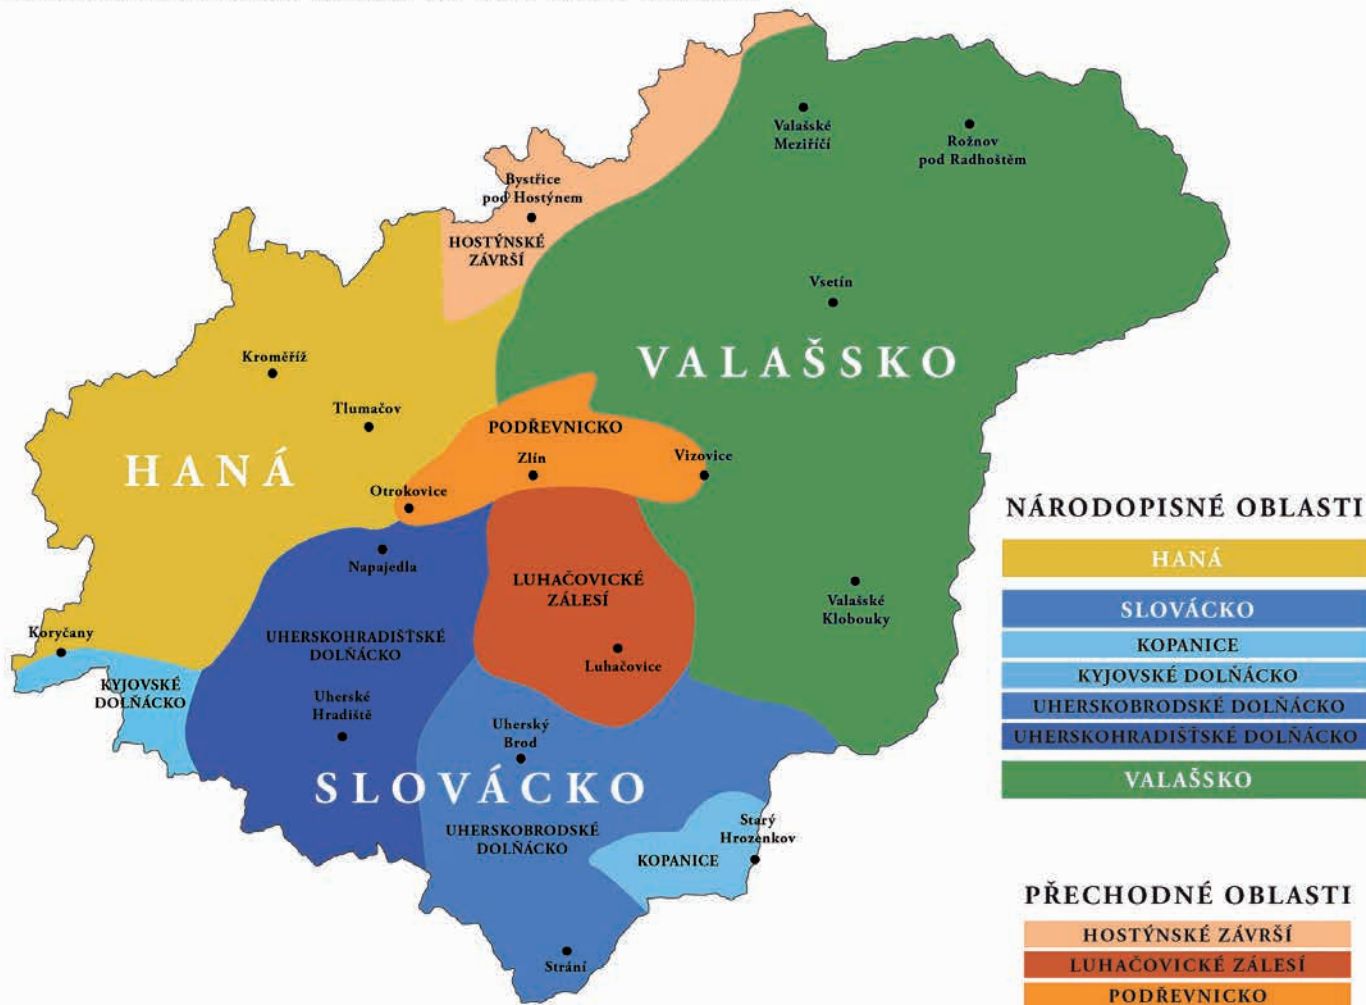 Valašské
Meziříčí
Rožnov
pod Radhoštěm
Bystřice
pod Hostýnem
HOSTÝNSKÉ
ZÁVRŠÍ
Vsetín
Kroměříž
VALAŠSKO
Tlumačov
PODŘEVNICKO
HANÁ
Zlín
Vizovice
Otrokovice
Napajedla
LUHAČOVICKÉ
ZÁLESÍ
Valašské
Klobouky
Koryčany
UHERSKOHRADIŠŤSKÉ
DOLŇÁCKO
Luhačovice
KYJOVSKÉ
DOLŇÁCKO
Uherské
Hradiště
Uherský
Brod
SLOVÁCKO
UHERSKOBRODSKÉ
DOLŇÁCKO
Starý
Hrozenkov
KOPANICE
Strání
NÁRODOPISNÉ OBLASTI
HANÁ
SLOVÁCKO
KOPANICE
KYJOVSKÉ DOLŇÁCKO
UHERSKOBRODSKÉ DOLŇÁCKO
UHERSKOHRADIŠŤSKÉ DOLŇÁCKO
VALAŠSKO
PŘECHODNÉ OBLASTI
HOSTÝNSKÉ ZÁVRŠÍ
LUHAČOVICKÉ ZÁLESÍ
PODŘEVNICKO